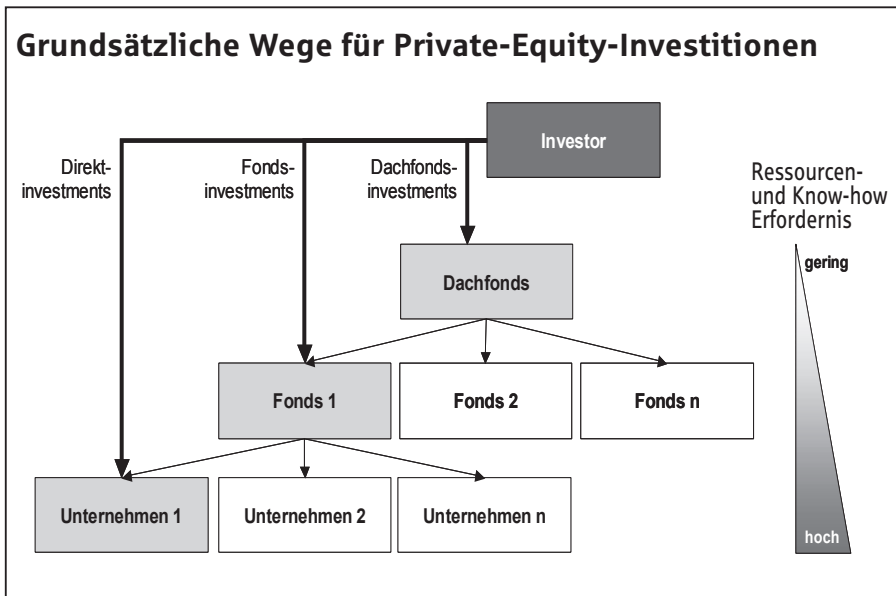 Grundsätzliche Wege für Private-Equity-Investitionen
Investor
Direkt-
investments
Fonds-
investments
Dachfonds-
investments
Ressourcen-
und Know-how
Erfordernis
gering
Dachfonds
Fonds 1
Fonds 2
Fonds n
Unternehmen 1
Unternehmen 2
Unternehmen n
hoch